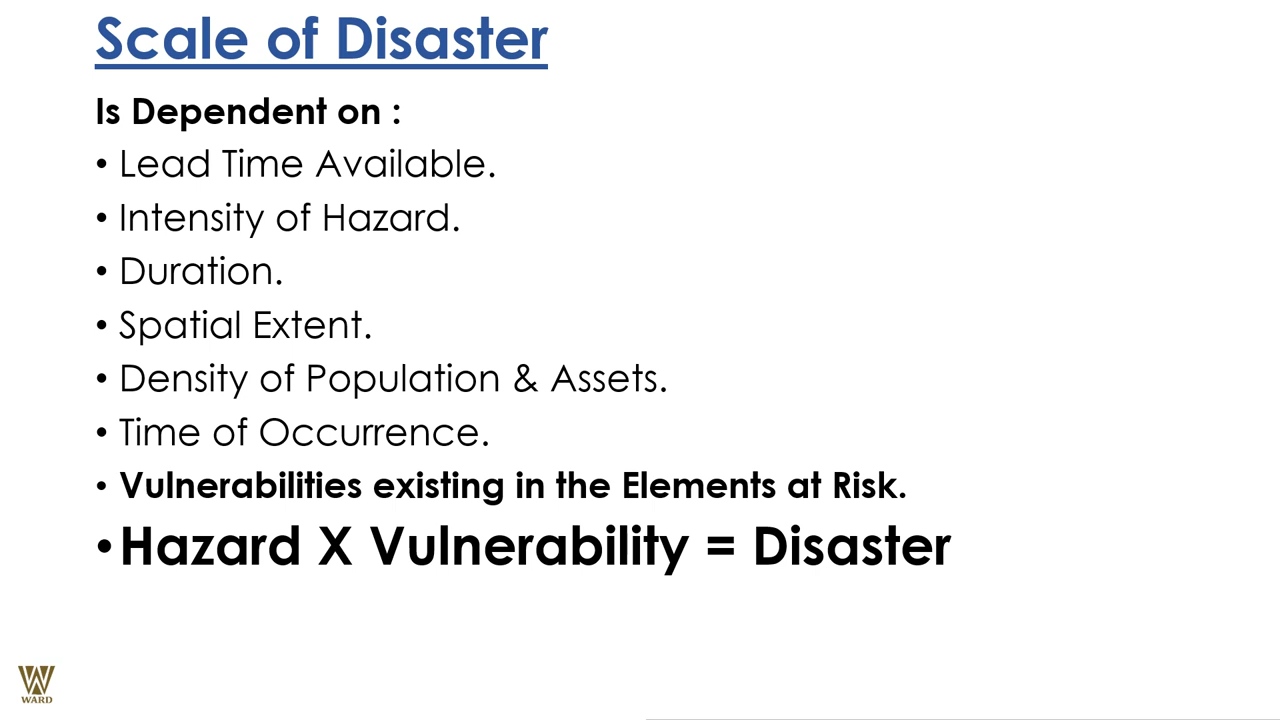 Scale of Disaster
Is Dependent on :
• Lead Time Available.
• Intensity of Hazard.
• Duration.
• Spatial Extent.
• Density of Population & Assets.
• Time of Occurrence.
• Vulnerabilities existing in the Elements at Risk.
• Hazard X Vulnerability = Disaster
WARD